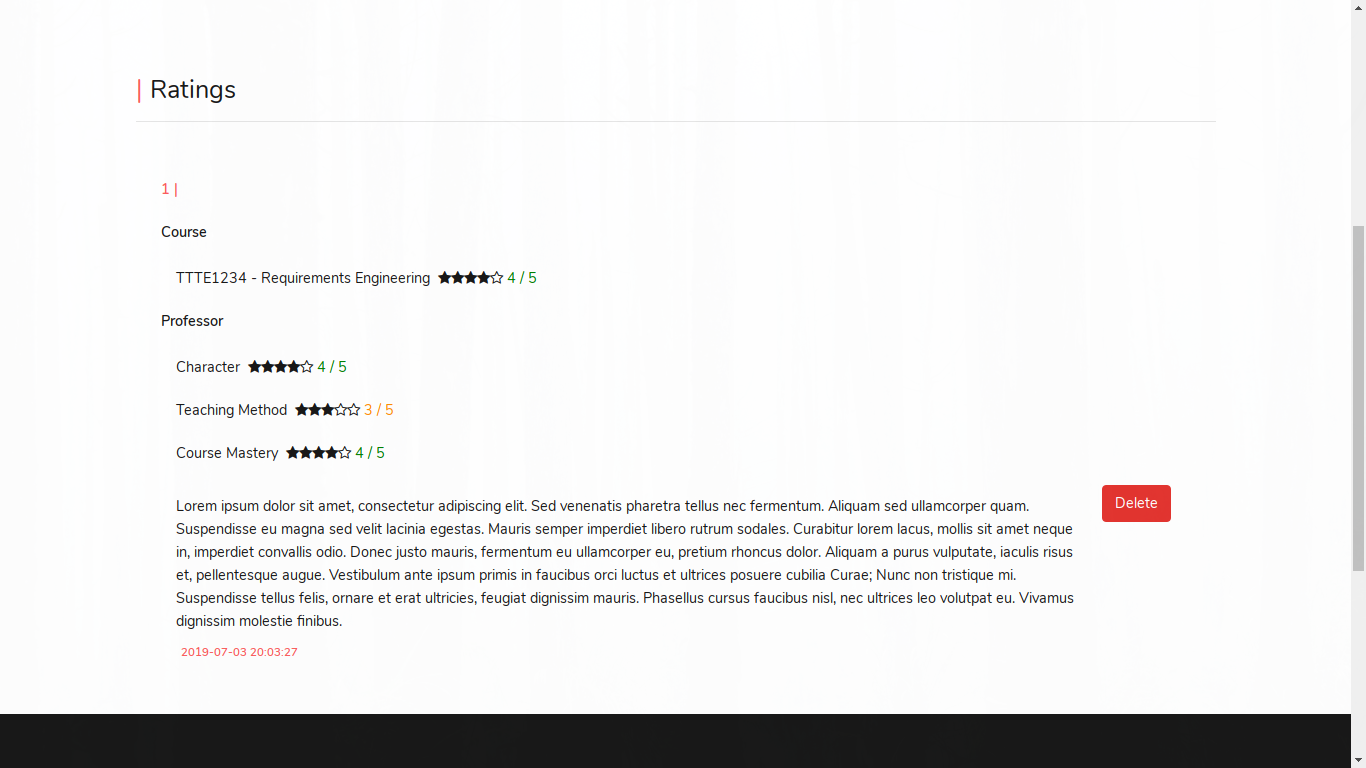 | Ratings
1 |
Course
TTTE1234 - Requirements Engineering ★★★★☆ 4 / 5
Professor
Character ★★★★☆ 4 / 5
Teaching Method ★★★☆☆ 3 / 5
Course Mastery ★★★★☆ 4 / 5
Lorem ipsum dolor sit amet, consectetur adipiscing elit. Sed venenatis pharetra tellus nec fermentum. Aliquam sed ullamcorper quam.
Suspendisse eu magna sed velit lacinia egestas. Mauris semper imperdiet libero rutrum sodales. Curabitur lorem lacus, mollis sit amet neque
in, imperdiet convallis odio. Donec justo mauris, fermentum eu ullamcorper eu, pretium rhoncus dolor. Aliquam a purus vulputate, iaculis risus
et, pellentesque augue. Vestibulum ante ipsum primis in faucibus orci luctus et ultrices posuere cubilia Curae; Nunc non tristique mi.
Suspendisse tellus felis, ornare et erat ultricies, feugiat dignissim mauris. Phasellus cursus faucibus nisl, nec ultrices leo volutpat eu. Vivamus
dignissim molestie finibus.
Delete
2019-07-03 20:03:27